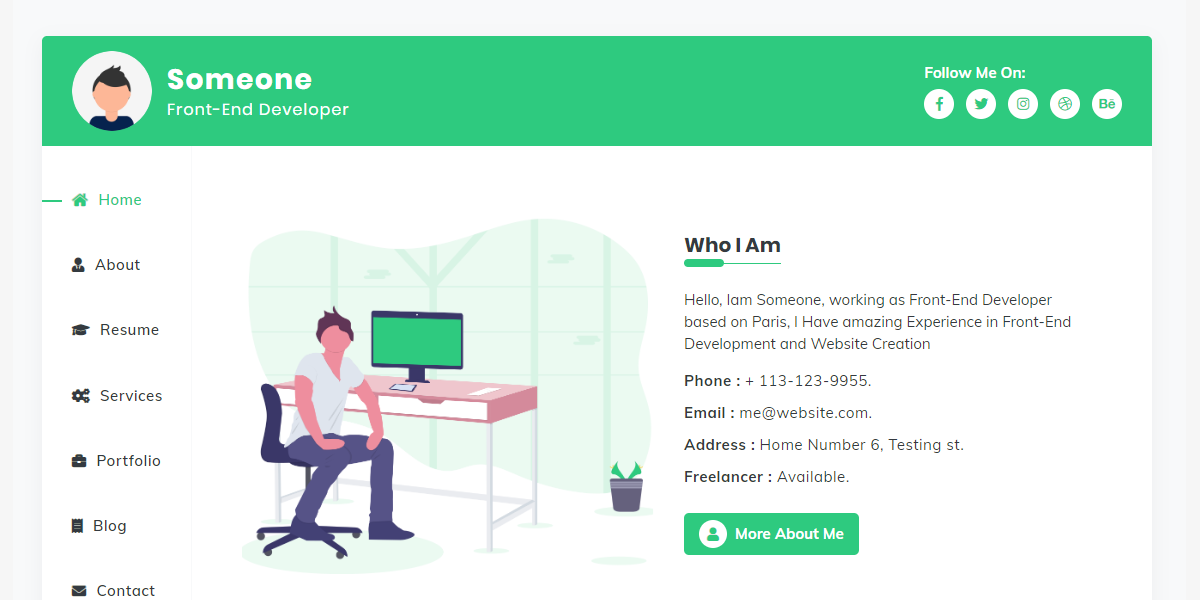 Someone
Front-End Developer
Follow Me On:
Bē
Home
About
Resume
Services
Portfolio
Blog
Contact
Who I Am
Hello, Iam Someone, working as Front-End Developer
based on Paris, I Have amazing Experience in Front-End
Development and Website Creation
Phone : + 113-123-9955.
Email : me@website.com.
Address : Home Number 6, Testing st.
Freelancer : Available.
More About Me